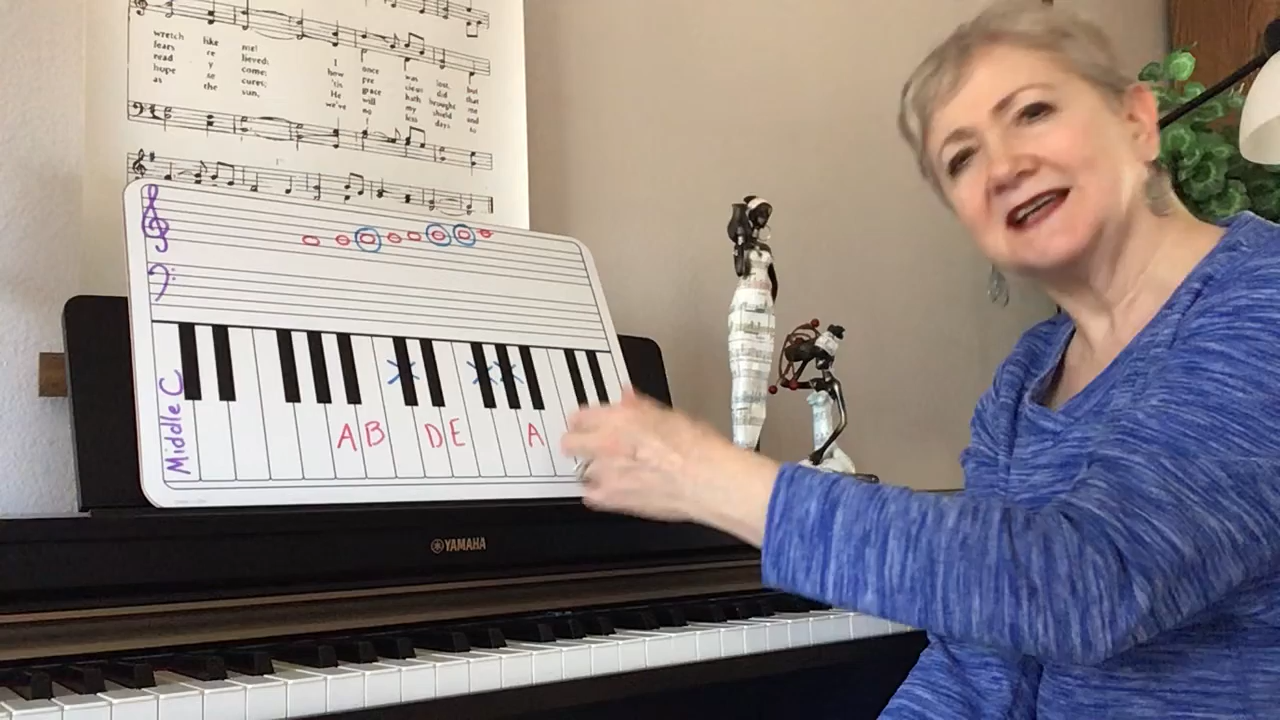 wretch like me! I once was lost, but
fears re lieved; how pre cious did that
read y come; 'tis grace hath brought me
hope se cures; He will my shield and
as the sun, we've no less days to
Middle C
A B D E A
YAMAHA